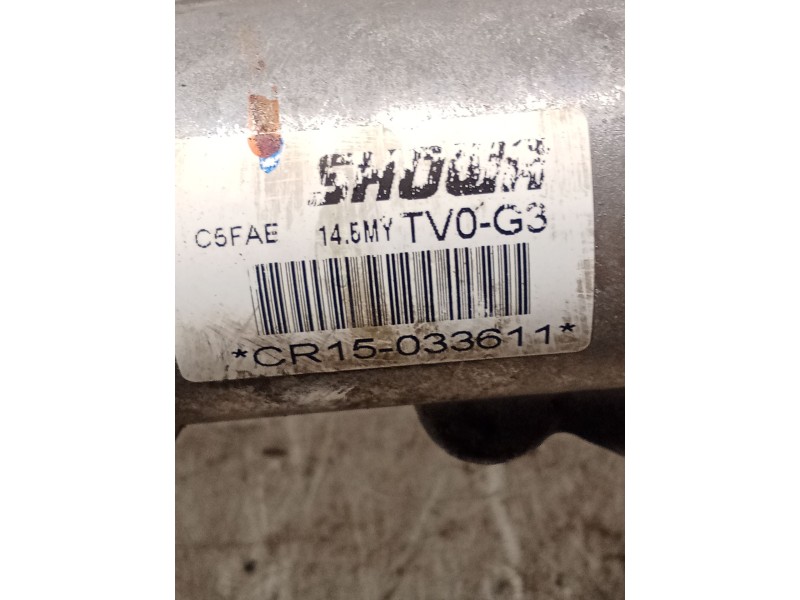 SHOWA
C5FAE 14.5MY TV0-G3
*CR15-033611*